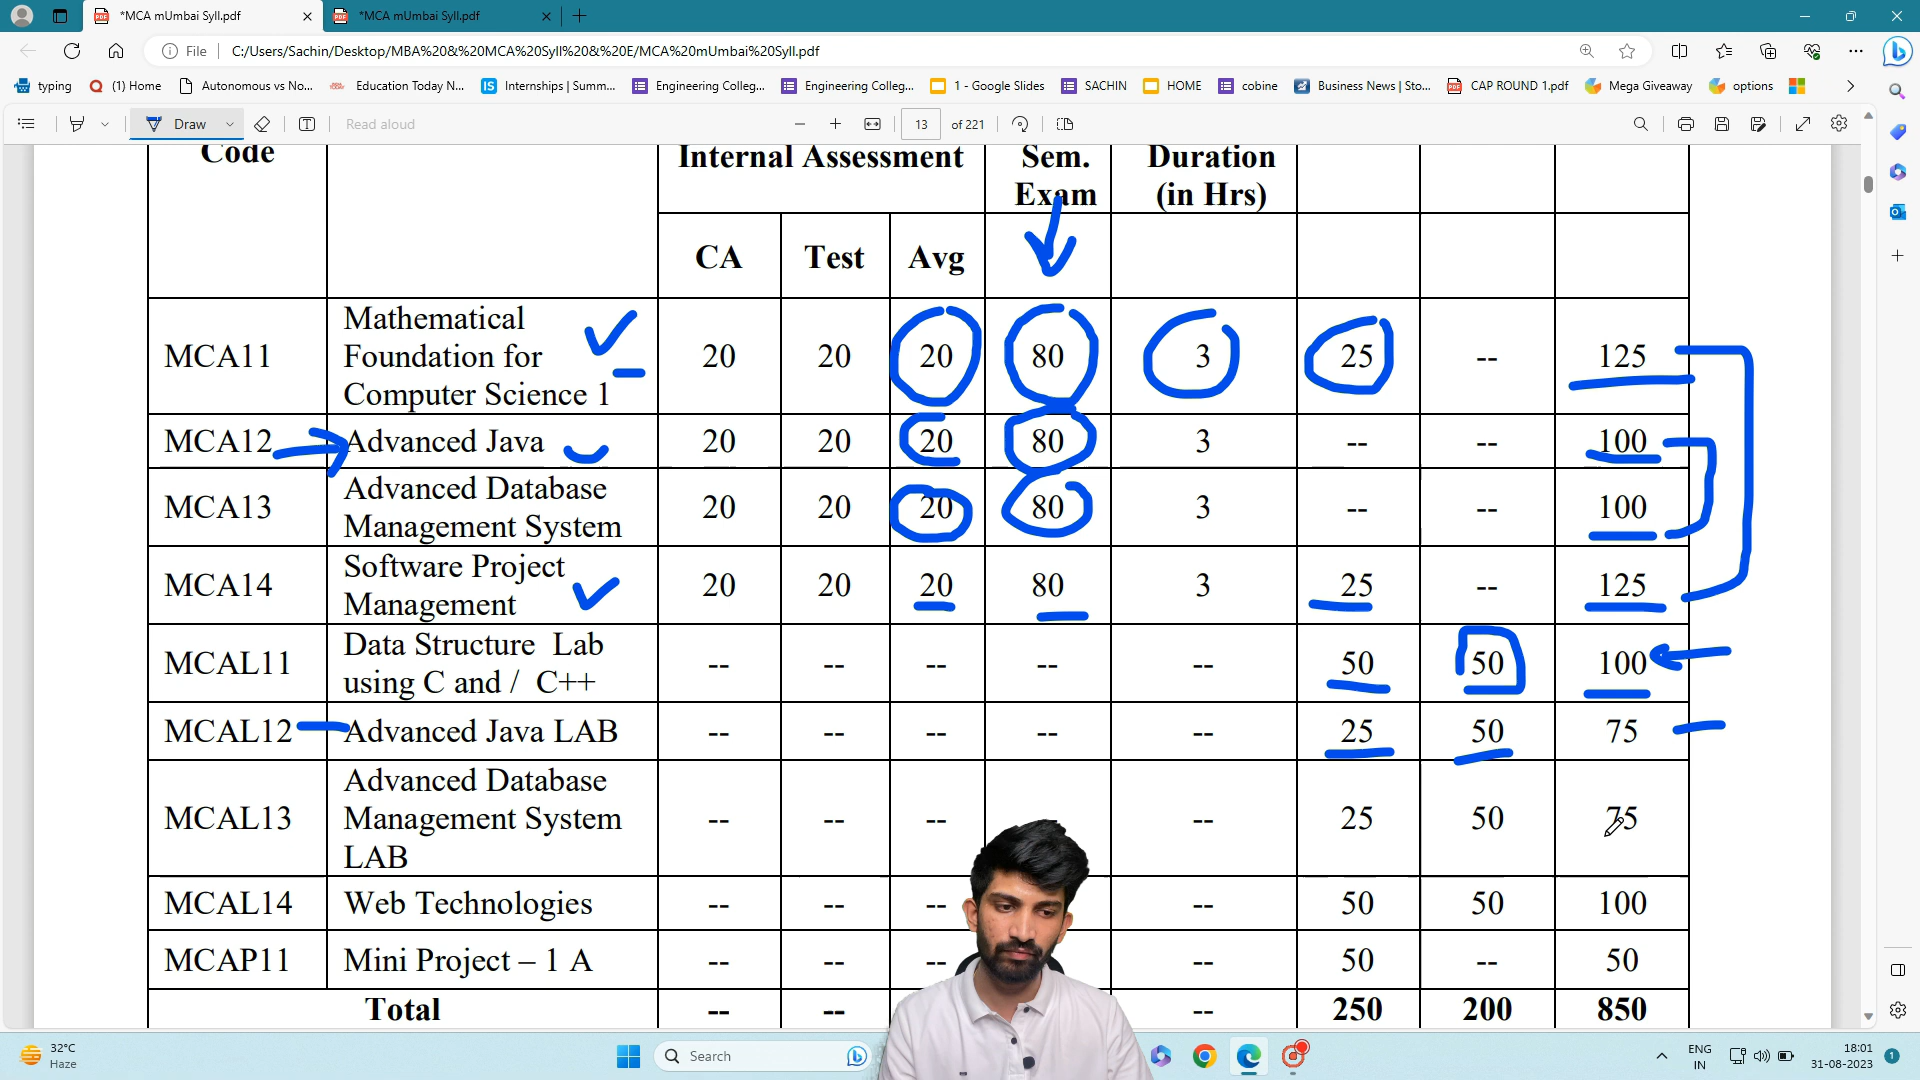 *MCA mUmbai Syll.pdf
*MCA mUmbai Syll.pdf
File
C:/Users/Sachin/Desktop/MBA%20&%20MCA%20Syll%20&%20E/MCA%20mUmbai%20Syll.pdf
typing (1) Home Autonomous vs No... Education Today N... Internships | Summ... Engineering Colleg... Engineering Colleg... 1 - Google Slides SACHIN HOME cobine Business News | Sto... CAP ROUND 1.pdf Mega Giveaway options
Draw Read aloud 13 of 221
Code Internal Assessment Sem. Exam Duration (in Hrs)
CA Test Avg
MCA11 Mathematical Foundation for Computer Science 1 20 20 20 80 3 25 -- 125
MCA12 Advanced Java 20 20 20 80 3 -- -- 100
MCA13 Advanced Database Management System 20 20 20 80 3 -- -- 100
MCA14 Software Project Management 20 20 20 80 3 25 -- 125
MCAL11 Data Structure Lab using C and / C++ -- -- -- -- -- 50 50 100
MCAL12 Advanced Java LAB -- -- -- -- -- 25 50 75
MCAL13 Advanced Database Management System LAB -- -- -- -- -- 25 50 75
MCAL14 Web Technologies -- -- -- -- 50 50 100
MCAP11 Mini Project – 1 A -- -- -- -- 50 -- 50
Total -- -- -- 250 200 850
32°C
Haze
Search
ENG
IN
18:01
31-08-2023
1